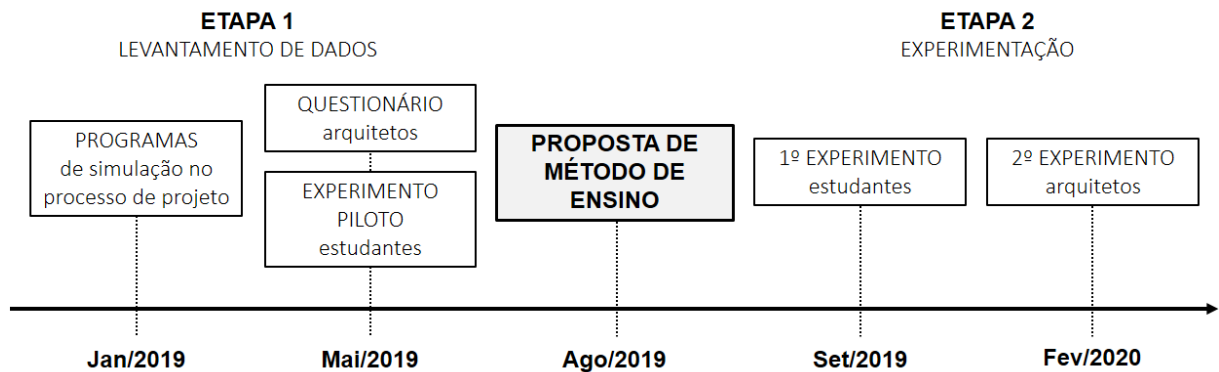 ETAPA 1
LEVANTAMENTO DE DADOS
ETAPA 2
EXPERIMENTAÇÃO
PROGRAMAS
de simulação no
processo de projeto
QUESTIONÁRIO
arquitetos
EXPERIMENTO
PILOTO
estudantes
PROPOSTA DE
MÉTODO DE
ENSINO
1º EXPERIMENTO
estudantes
2º EXPERIMENTO
arquitetos
Jan/2019
Mai/2019
Ago/2019
Set/2019
Fev/2020